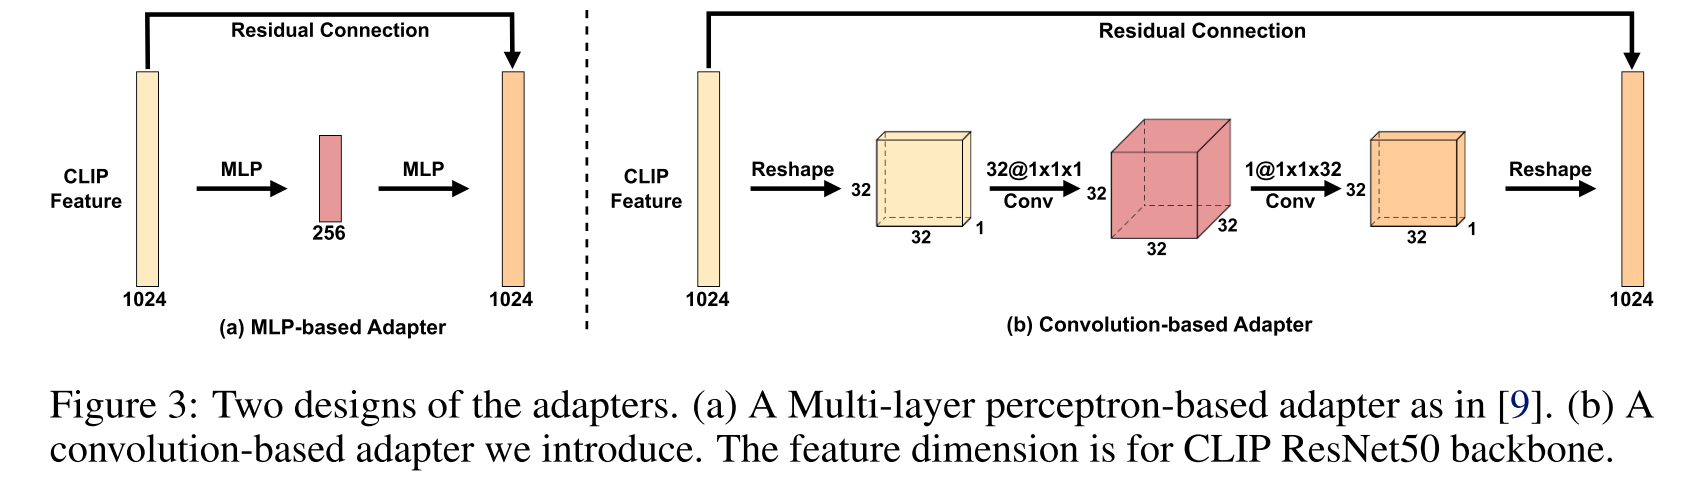 Residual Connection
CLIP
Feature
MLP
MLP
256
1024
1024
(a) MLP-based Adapter
Residual Connection
CLIP
Feature
Reshape
32
32
1
32@1x1x1
Conv
32
32
32
1@1x1x32
Conv
32
32
1
Reshape
1024
1024
(b) Convolution-based Adapter
Figure 3: Two designs of the adapters. (a) A Multi-layer perceptron-based adapter as in [9]. (b) A
convolution-based adapter we introduce. The feature dimension is for CLIP ResNet50 backbone.